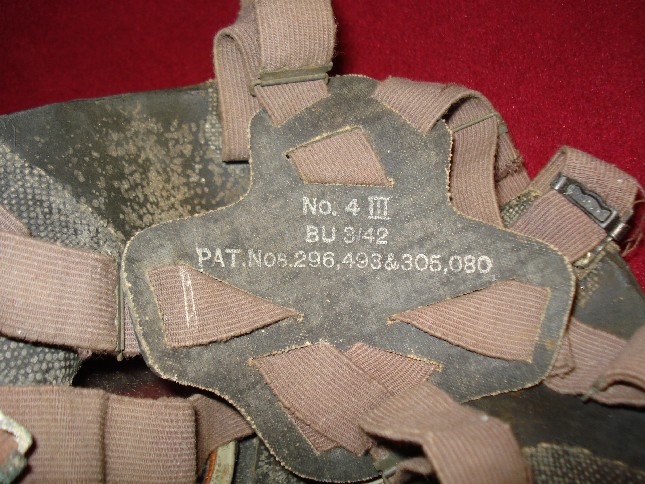 No. 4 III
BU 3/42
PAT. Nos. 296,493 & 305,080